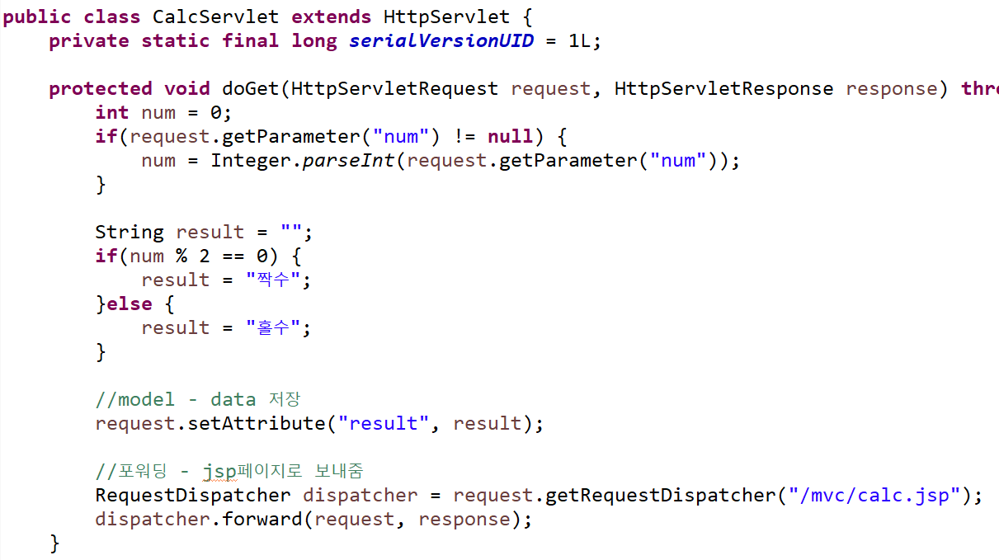 public class CalcServlet extends HttpServlet {
private static final long serialVersionUID = 1L;
protected void doGet(HttpServletRequest request, HttpServletResponse response)
int num = 0;
if(request.getParameter("num") != null) {
num = Integer.parseInt(request.getParameter("num"));
}
String result = "";
if(num % 2 == 0) {
result = "짝수";
}else {
result = "홀수";
}
//model - data 저장
request.setAttribute("result", result);
//포워딩 - jsp페이지로 보내줌
RequestDispatcher dispatcher = request.getRequestDispatcher("/mvc/calc.jsp");
dispatcher.forward(request, response);
}